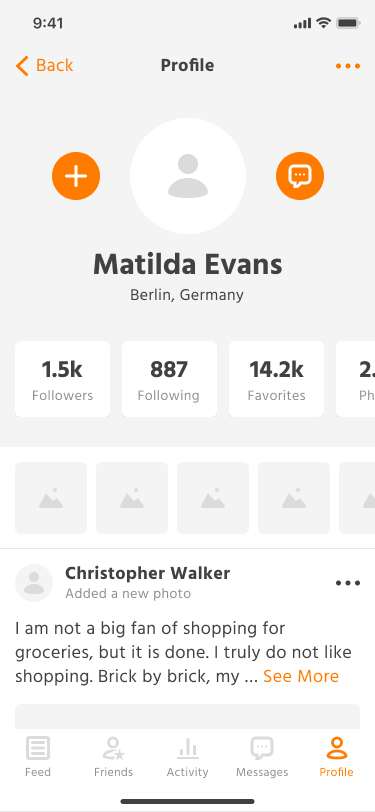 9:41
Back
Profile
Matilda Evans
Berlin, Germany
1.5k
887
14.2k
2.
Followers
Following
Favorites
Ph
Christopher Walker
Added a new photo
I am not a big fan of shopping for
groceries, but it is done. I truly do not like
shopping. Brick by brick, my ... See More
Feed
Friends
Activity
Messages
Profile